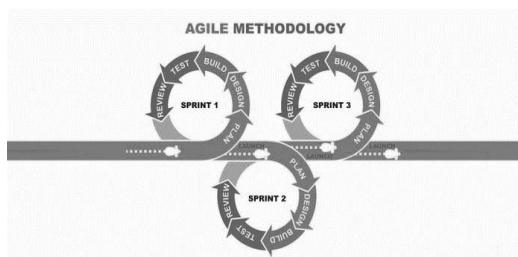 AGILE METHODOLOGY
SPRINT 1
PLAN
DESIGN
BUILD
TEST
REVIEW
LAUNCH
SPRINT 2
PLAN
DESIGN
BUILD
TEST
REVIEW
LAUNCH
SPRINT 3
PLAN
DESIGN
BUILD
TEST
REVIEW
LAUNCH